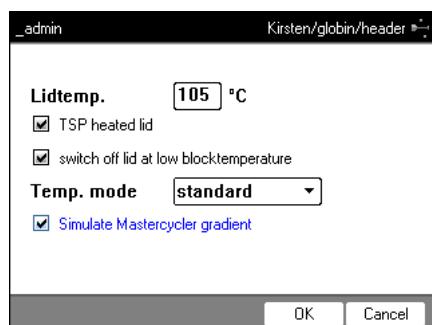 _admin Kirsten/globin/header
Lidtemp. 105 °C
TSP heated lid
switch off lid at low blocktemperature
Temp. mode standard
Simulate Mastercycler gradient
OK Cancel